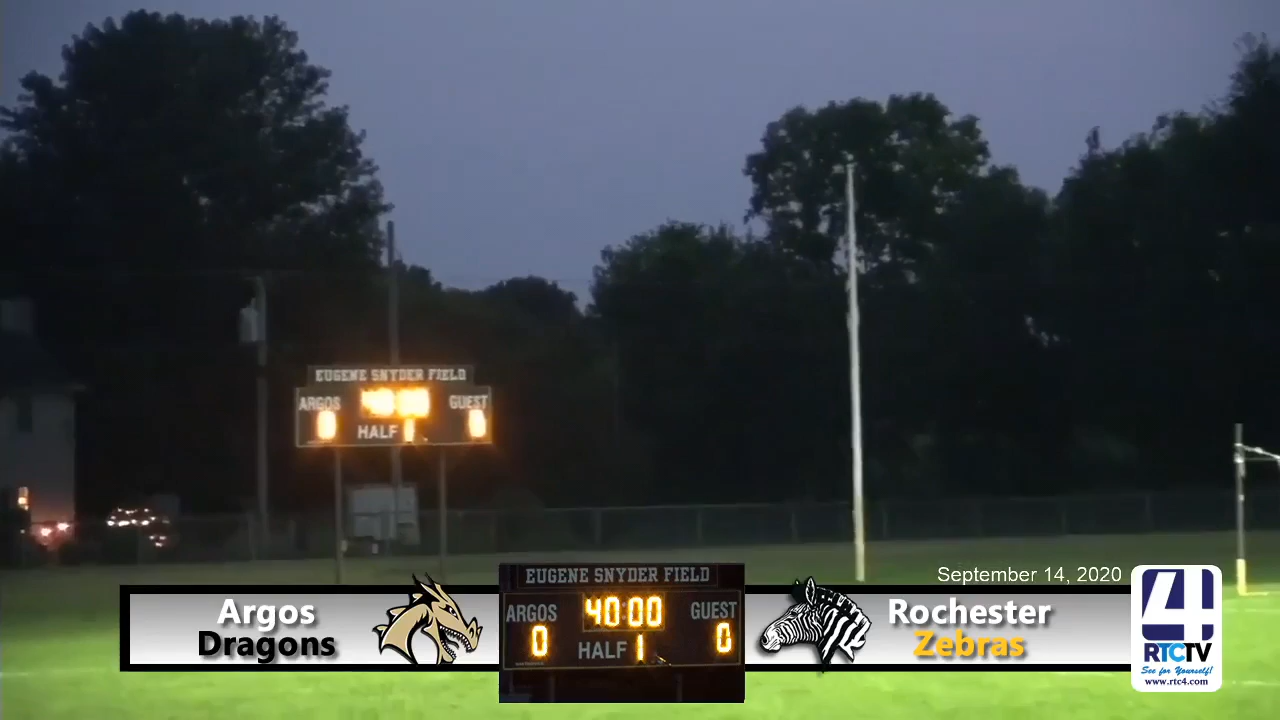 EUGENE SNYDER FIELD
ARGOS GUEST
0 0
HALF 1
September 14, 2020
Argos
Dragons
EUGENE SNYDER FIELD
ARGOS 40:00 GUEST
0 0
HALF 1
Rochester
Zebras
4
RTCTV
See for Yourself!
www.rtc4.com